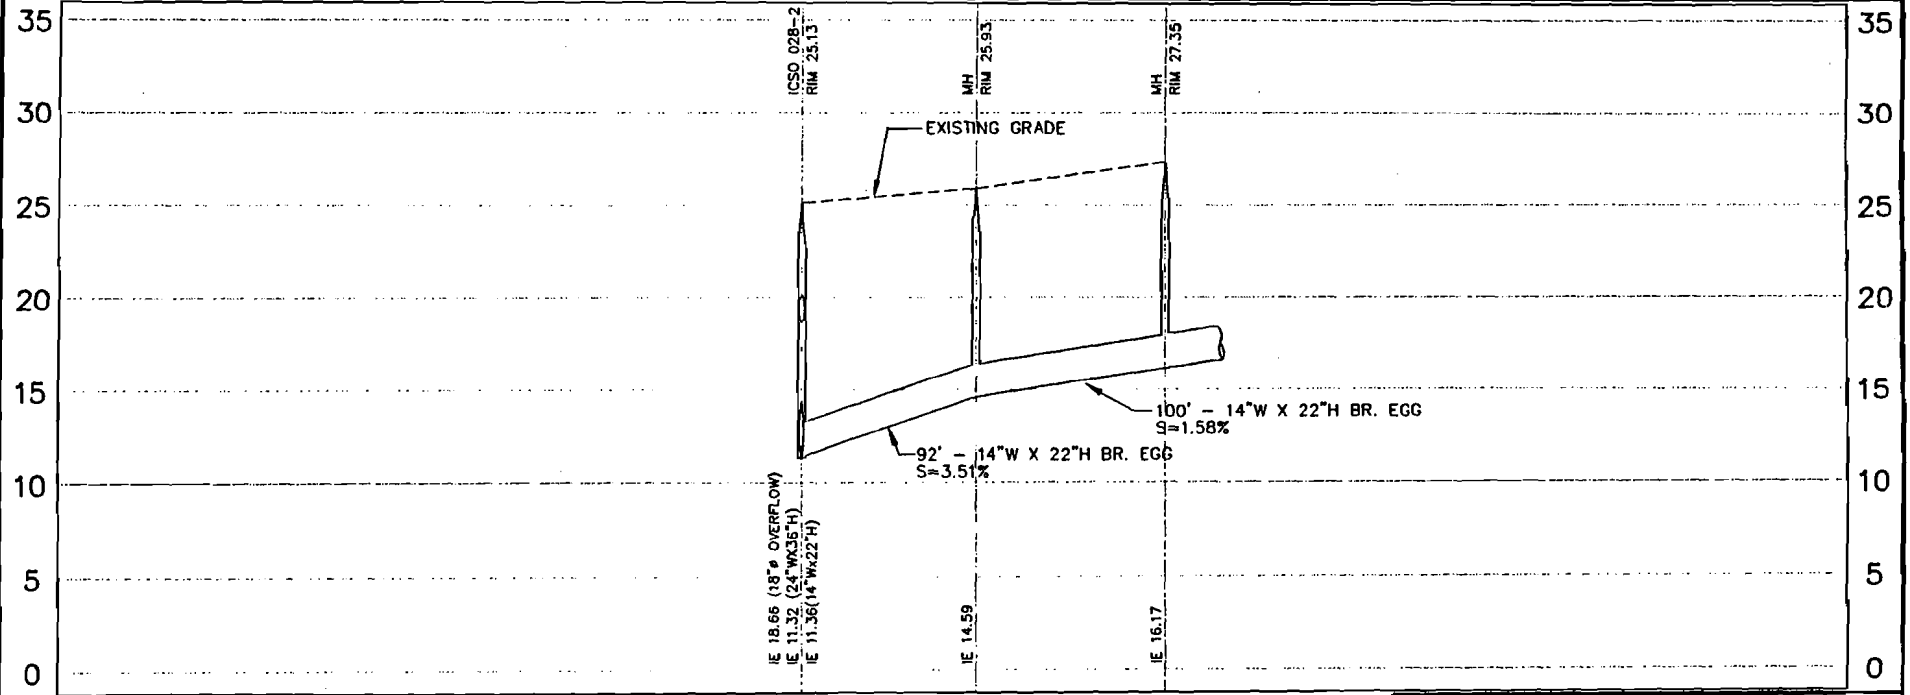 35
35
ICSO 028-2
RIM 25.13
MH
RIM 25.93
MH
RIM 27.35
30
30
EXISTING GRADE
25
25
20
20
15
15
100' - 14"W X 22"H BR. EGG
S=1.58%
92' - 14"W X 22"H BR. EGG
S=3.51%
10
10
IE 18.66 (18"ø OVERFLOW)
IE 11.32 (24"WX36"H)
IE 11.36(14"Wx22"H)
IE 14.59
IE 16.17
5
5
0
0